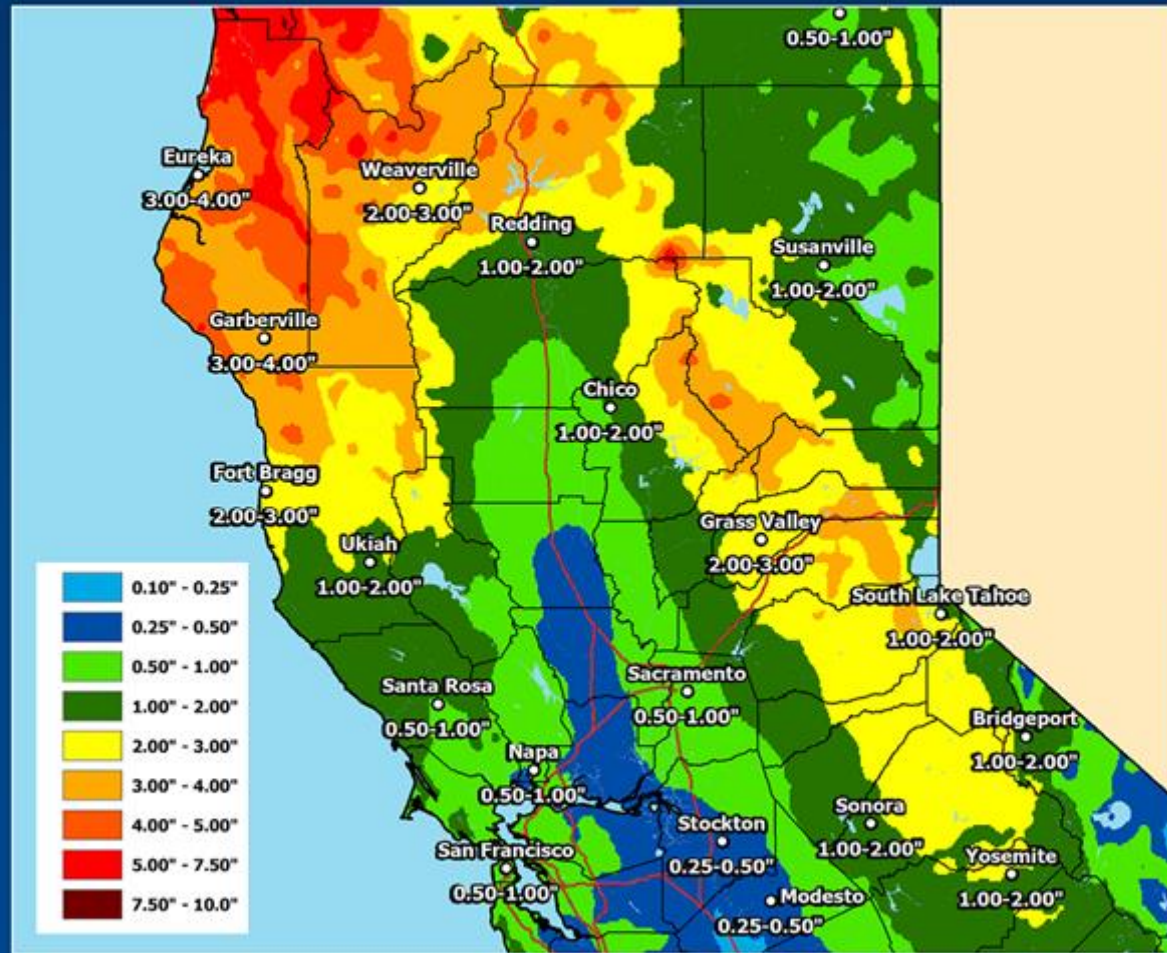 0.50-1.00"
Eureka
3.00-4.00"
Weaverville
2.00-3.00"
Redding
1.00-2.00"
Susanville
1.00-2.00"
Garberville
3.00-4.00"
Chico
1.00-2.00"
Fort Bragg
2.00-3.00"
Grass Valley
2.00-3.00"
Ukiah
1.00-2.00"
South Lake Tahoe
1.00-2.00"
Santa Rosa
0.50-1.00"
Sacramento
0.50-1.00"
Bridgeport
1.00-2.00"
Napa
0.50-1.00"
Sonora
1.00-2.00"
Stockton
0.25-0.50"
San Francisco
0.50-1.00"
Yosemite
1.00-2.00"
Modesto
0.25-0.50"
0.10" - 0.25"
0.25" - 0.50"
0.50" - 1.00"
1.00" - 2.00"
2.00" - 3.00"
3.00" - 4.00"
4.00" - 5.00"
5.00" - 7.50"
7.50" - 10.0"